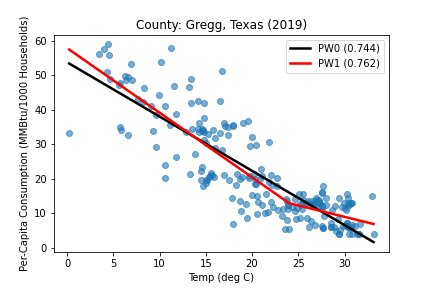 County: Gregg, Texas (2019)
PW0 (0.744)
PW1 (0.762)
Per-Capita Consumption (MMBtu/1000 Households)
60
50
40
30
20
10
0
0 5 10 15 20 25 30
Temp (deg C)